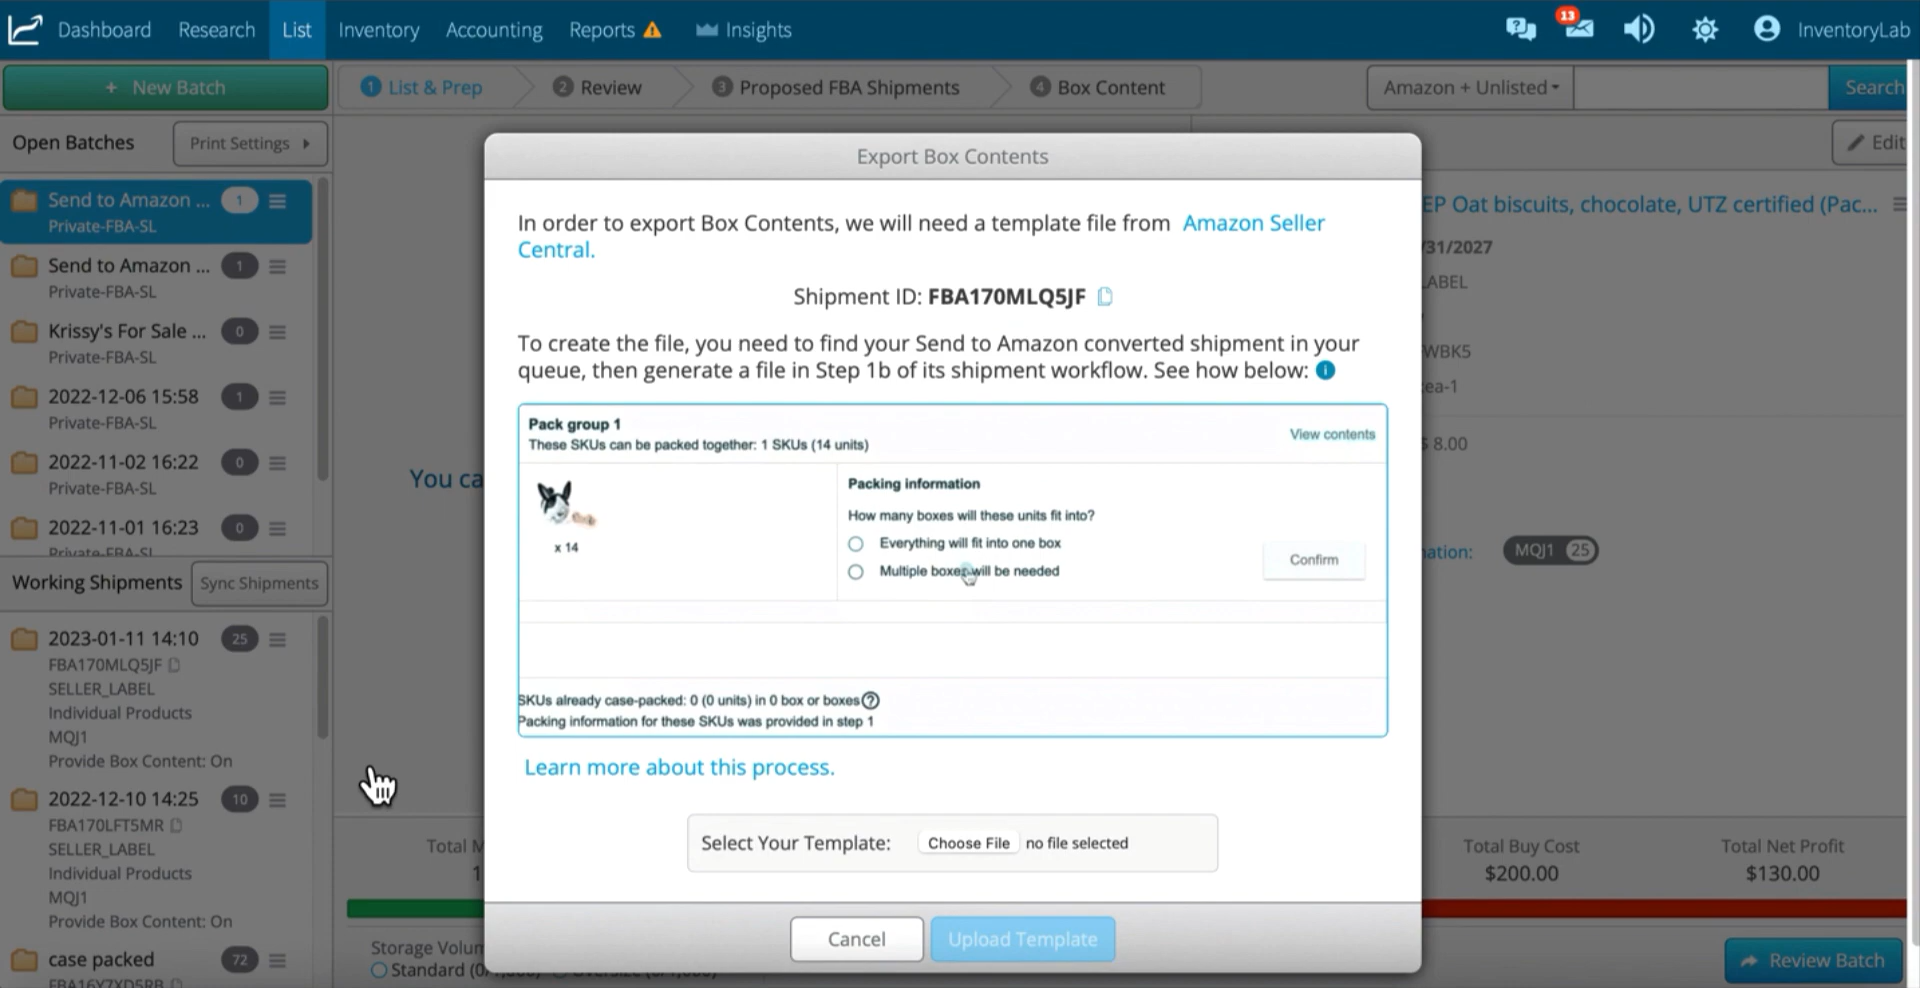 Dashboard Research List Inventory Accounting Reports Insights 13 InventoryLab
+ New Batch
1 List & Prep 2 Review 3 Proposed FBA Shipments 4 Box Content
Amazon + Unlisted Search
Open Batches Print Settings
Edit
Send to Amazon ... 1
Private-FBA-SL
Send to Amazon ... 1
Private-FBA-SL
Krissy's For Sale ... 0
Private-FBA-SL
2022-12-06 15:58 1
Private-FBA-SL
2022-11-02 16:22 0
Private-FBA-SL
2022-11-01 16:23 0
Private-FBA-SL
Working Shipments Sync Shipments
2023-01-11 14:10 25
FBA170MLQ5JF
SELLER_LABEL
Individual Products
MQJ1
Provide Box Content: On
2022-12-10 14:25 10
FBA170LFT5MR
SELLER_LABEL
Individual Products
MQJ1
Provide Box Content: On
case packed 72
FBA16Y7XD5RB
You ca
Export Box Contents
In order to export Box Contents, we will need a template file from Amazon Seller
Central.
Shipment ID: FBA170MLQ5JF
To create the file, you need to find your Send to Amazon converted shipment in your
queue, then generate a file in Step 1b of its shipment workflow. See how below:
Pack group 1
These SKUs can be packed together: 1 SKUs (14 units)
View contents
x 14
Packing information
How many boxes will these units fit into?
Everything will fit into one box
Multiple boxes will be needed
Confirm
SKUs already case-packed: 0 (0 units) in 0 box or boxes
Packing information for these SKUs was provided in step 1
Learn more about this process.
Select Your Template: Choose File no file selected
Cancel Upload Template
EP Oat biscuits, chocolate, UTZ certified (Pac...
/31/2027
LABEL
WBK5
ea-1
$ 8.00
ation: MQJ1 25
Total M
1
Total Buy Cost
$200.00
Total Net Profit
$130.00
Storage Volum
Standard (0/
Review Batch